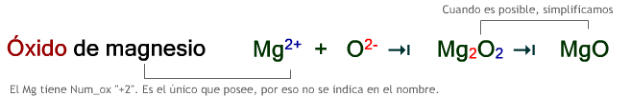 Cuando es posible, simplificamos
Óxido de magnesio Mg²⁺ + O²⁻ → Mg₂O₂ → MgO
El Mg tiene Num_ox "+2". Es el único que posee, por eso no se indica en el nombre.